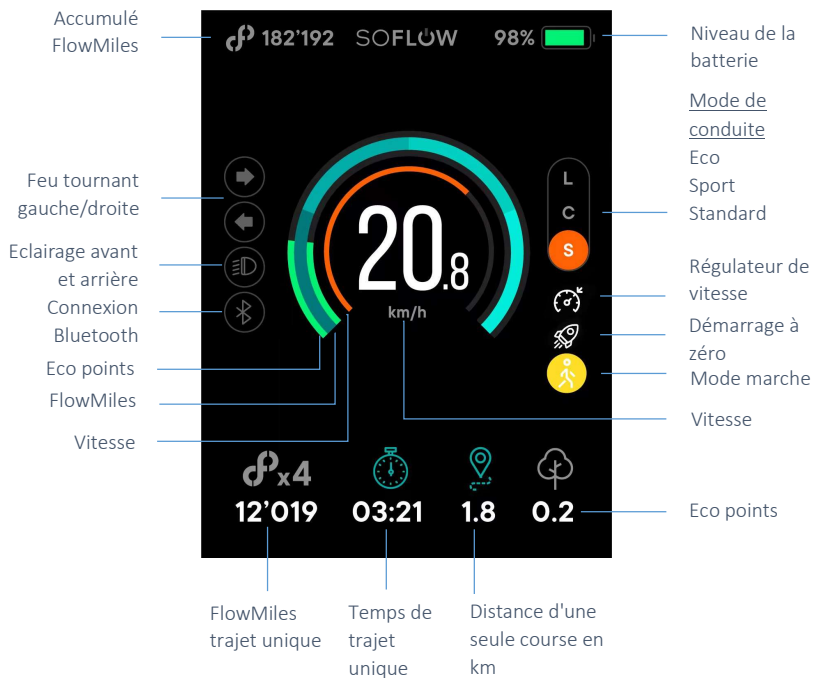 Accumulé
FlowMiles
182’192
SOFLOW
98%
Niveau de la
batterie
Mode de
conduite
Eco
Sport
Standard
L
C
S
Feu tournant
gauche/droite
Eclairage avant
et arrière
Connexion
Bluetooth
Eco points
FlowMiles
Vitesse
20.8
km/h
Régulateur de
vitesse
Démarrage à
zéro
Mode marche
Vitesse
x4
12’019
03:21
1.8
0.2
Eco points
FlowMiles
trajet unique
Temps de
trajet
unique
Distance d'une
seule course en
km